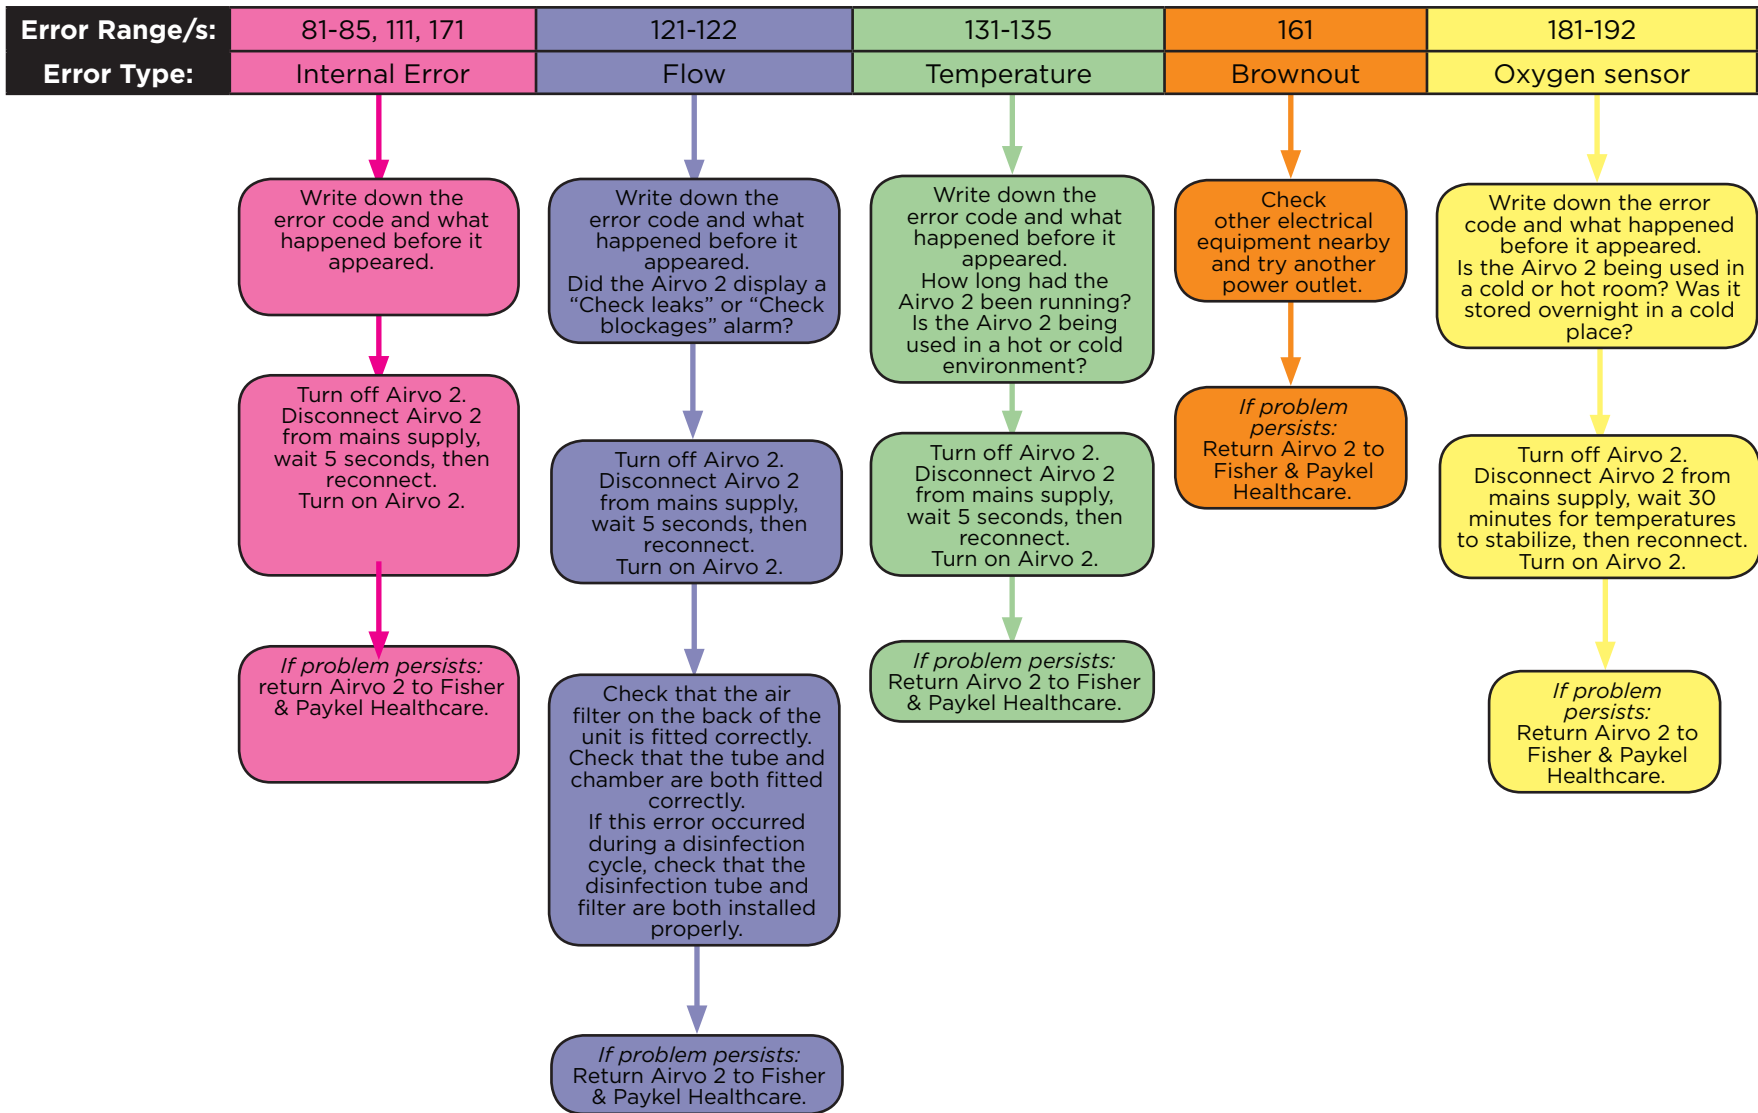 Error Range/s: 81-85, 111, 171 121-122 131-135 161 181-192
Error Type: Internal Error Flow Temperature Brownout Oxygen sensor
Write down the
error code and what
happened before it
appeared.
Turn off Airvo 2.
Disconnect Airvo 2
from mains supply,
wait 5 seconds, then
reconnect.
Turn on Airvo 2.
If problem persists:
return Airvo 2 to Fisher
& Paykel Healthcare.
Write down the
error code and what
happened before it
appeared.
Did the Airvo 2 display a
“Check leaks” or “Check
blockages” alarm?
Turn off Airvo 2.
Disconnect Airvo 2
from mains supply,
wait 5 seconds, then
reconnect.
Turn on Airvo 2.
Check that the air
filter on the back of the
unit is fitted correctly.
Check that the tube and
chamber are both fitted
correctly.
If this error occurred
during a disinfection
cycle, check that the
disinfection tube and
filter are both installed
properly.
If problem persists:
Return Airvo 2 to Fisher
& Paykel Healthcare.
Write down the
error code and what
happened before it
appeared.
How long had the
Airvo 2 been running?
Is the Airvo 2 being
used in a hot or cold
environment?
Turn off Airvo 2.
Disconnect Airvo 2
from mains supply,
wait 5 seconds, then
reconnect.
Turn on Airvo 2.
If problem persists:
Return Airvo 2 to Fisher
& Paykel Healthcare.
Check
other electrical
equipment nearby
and try another
power outlet.
If problem
persists:
Return Airvo 2 to
Fisher & Paykel
Healthcare.
Write down the error
code and what happened
before it appeared.
Is the Airvo 2 being used in
a cold or hot room? Was it
stored overnight in a cold
place?
Turn off Airvo 2.
Disconnect Airvo 2 from
mains supply, wait 30
minutes for temperatures
to stabilize, then reconnect.
Turn on Airvo 2.
If problem
persists:
Return Airvo 2 to
Fisher & Paykel
Healthcare.